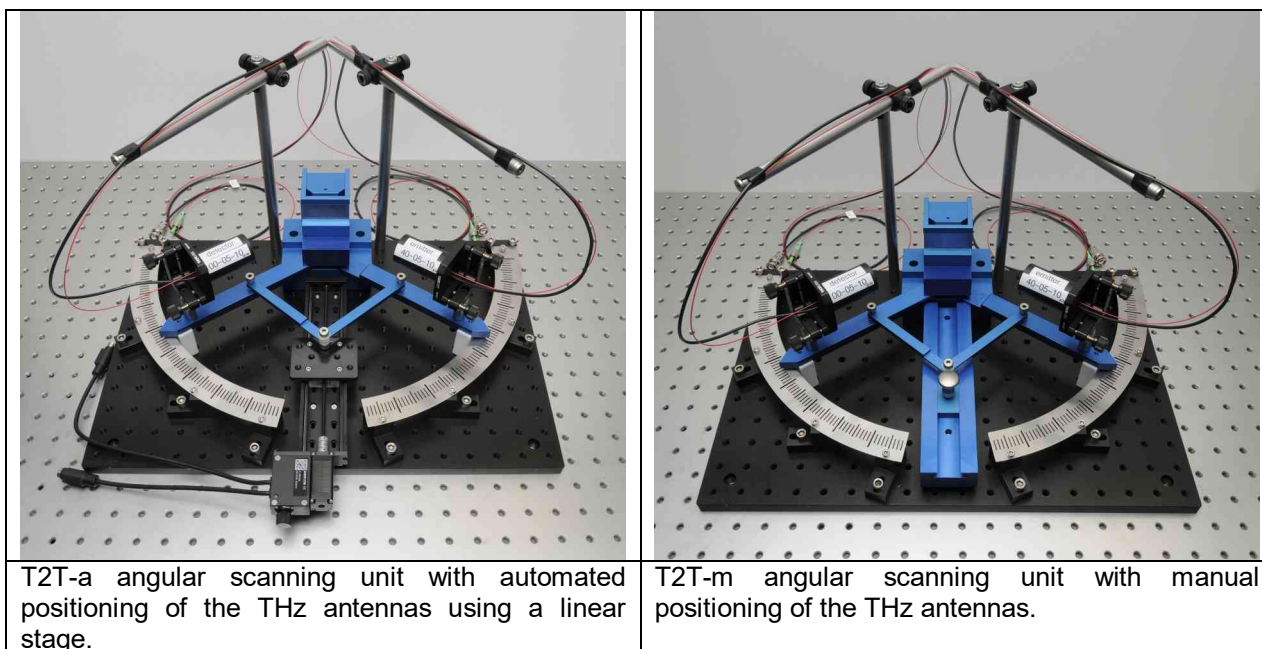 detector
00-05-10
emitter
40-05-10
detector
00-05-10
emitter
40-05-10
T2T-a angular scanning unit with automated
positioning of the THz antennas using a linear
stage.
T2T-m angular scanning unit with manual
positioning of the THz antennas.